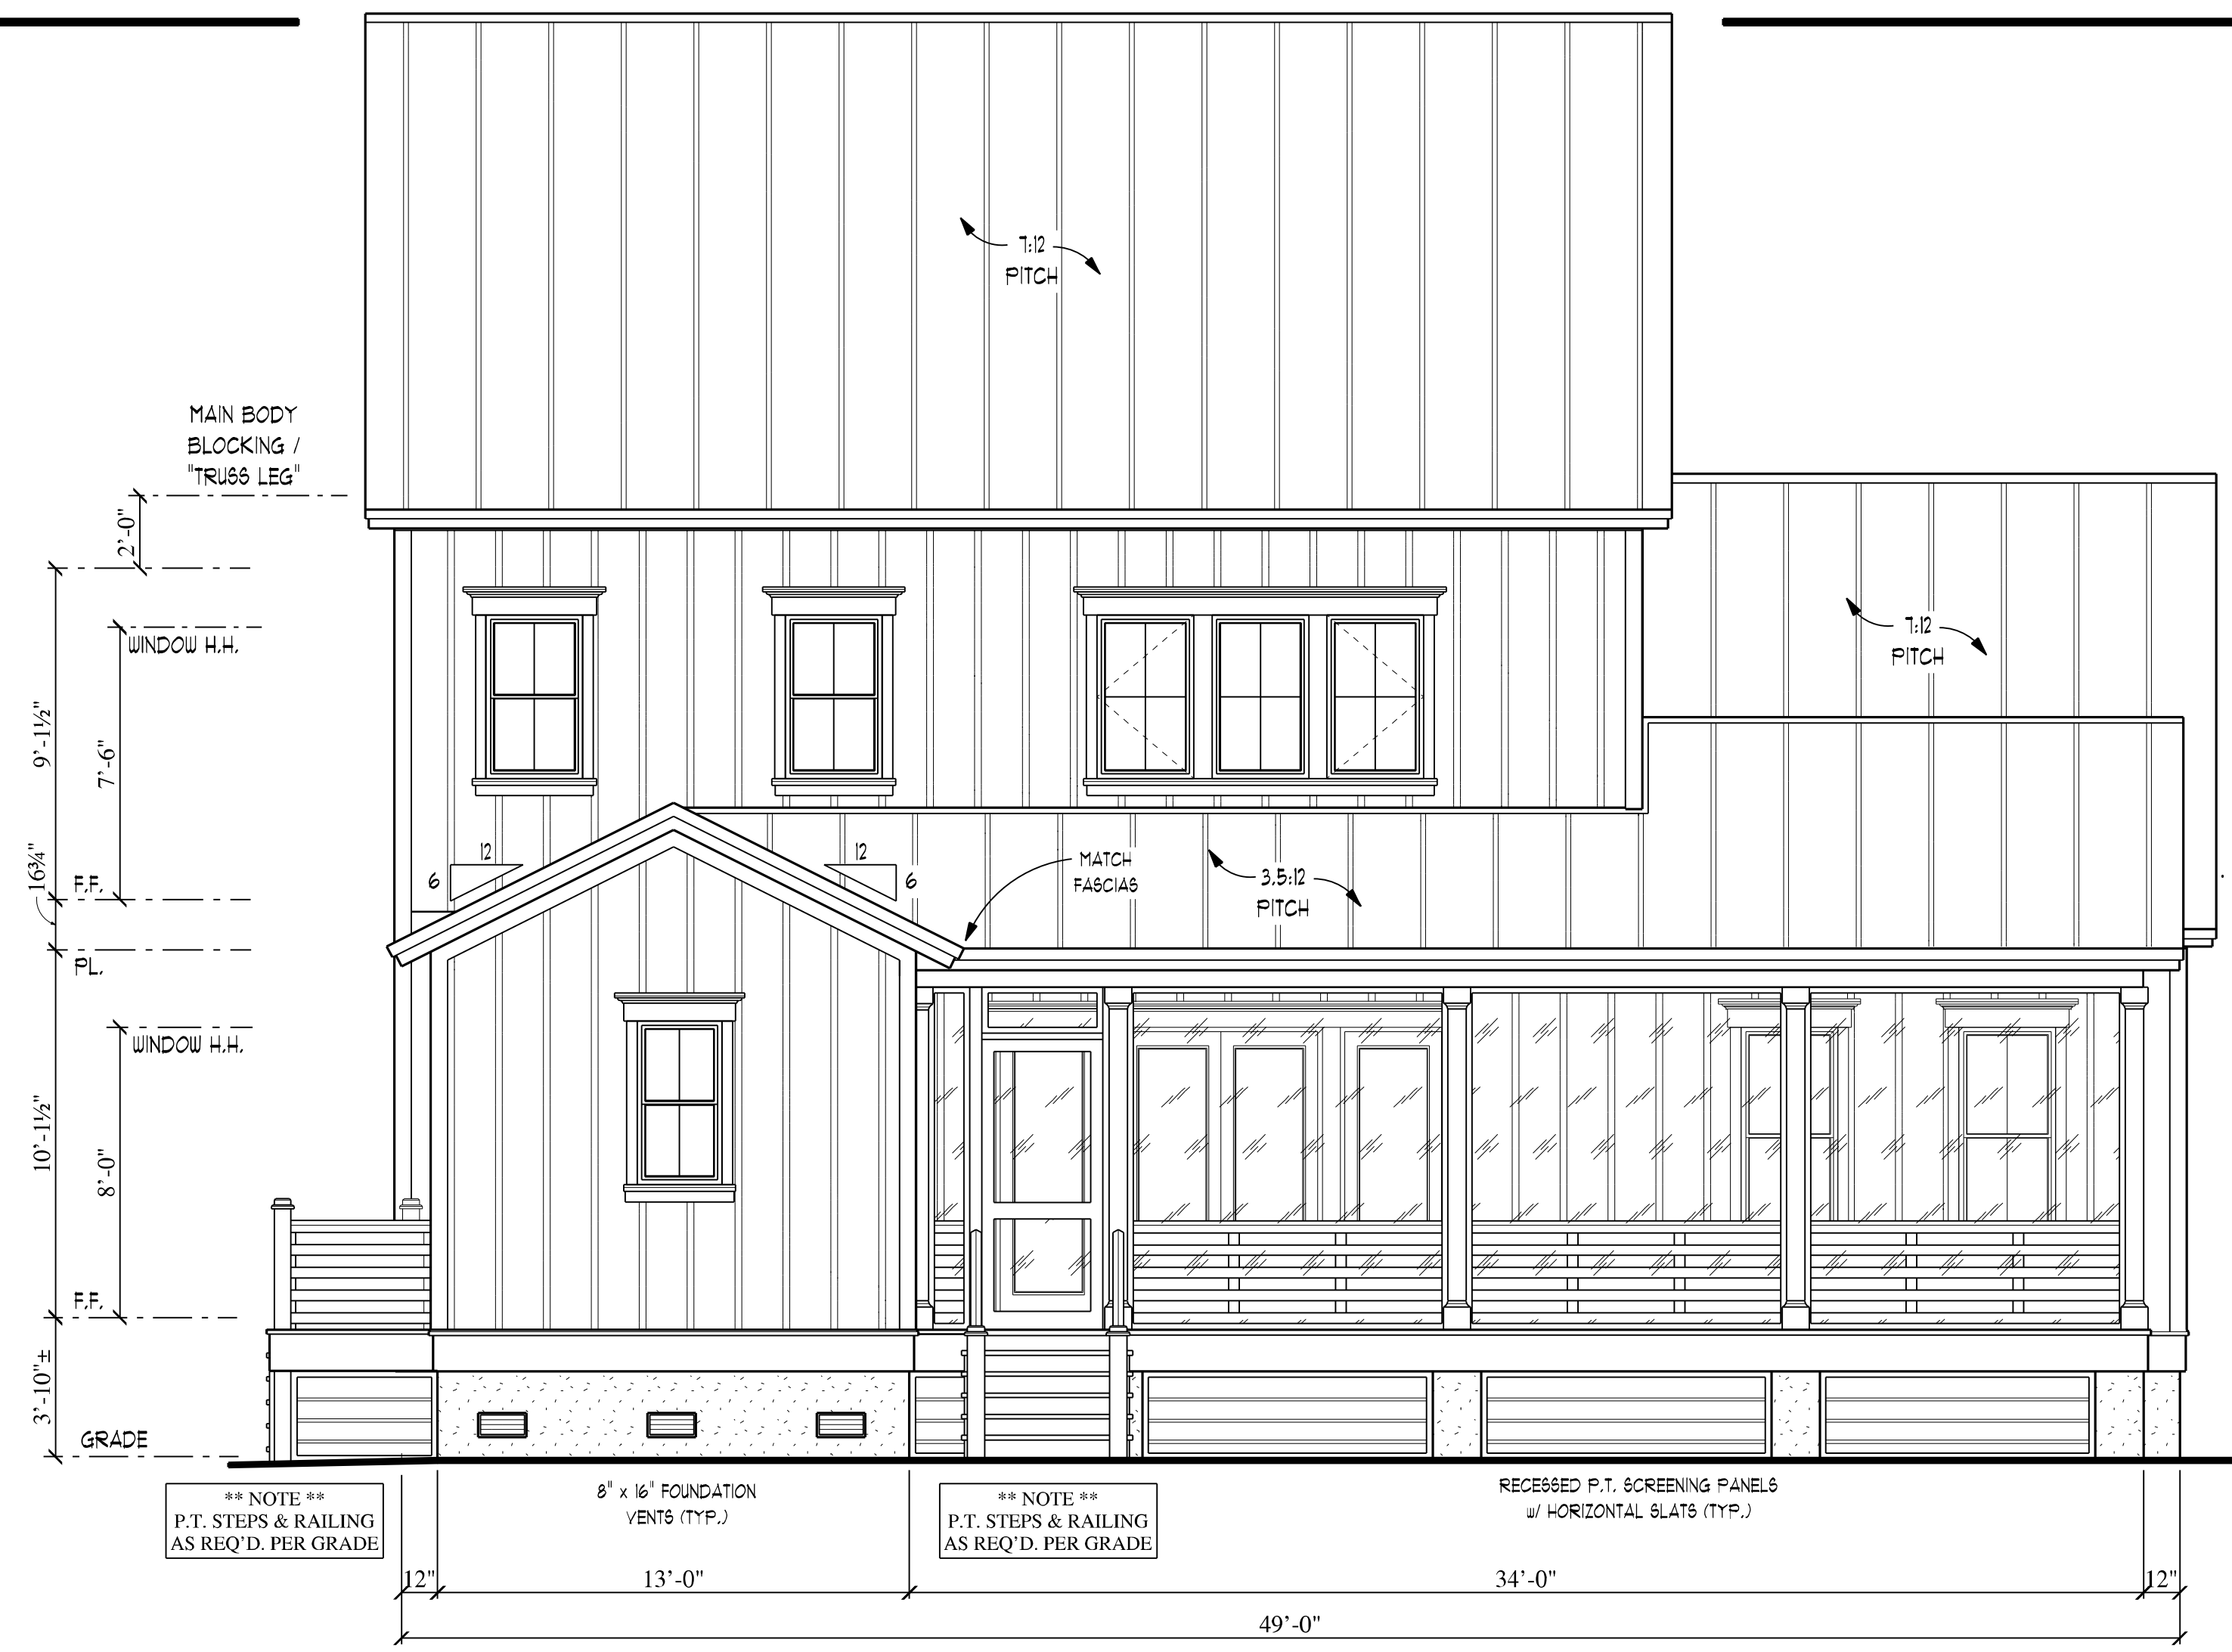 7:12
PITCH
MAIN BODY
BLOCKING /
"TRUSS LEG"
2'-0"
WINDOW H.H.
7:12
PITCH
9'-1½"
7'-6"
16¾"
F.F.
12
6
12
6
MATCH
FASCIAS
3.5:12
PITCH
PL.
WINDOW H.H.
10'-1½"
8'-0"
F.F.
3'-10"±
GRADE
** NOTE **
P.T. STEPS & RAILING
AS REQ'D. PER GRADE
8" x 16" FOUNDATION
VENTS (TYP.)
** NOTE **
P.T. STEPS & RAILING
AS REQ'D. PER GRADE
RECESSED P.T. SCREENING PANELS
w/ HORIZONTAL SLATS (TYP.)
12"
13'-0"
34'-0"
12"
49'-0"